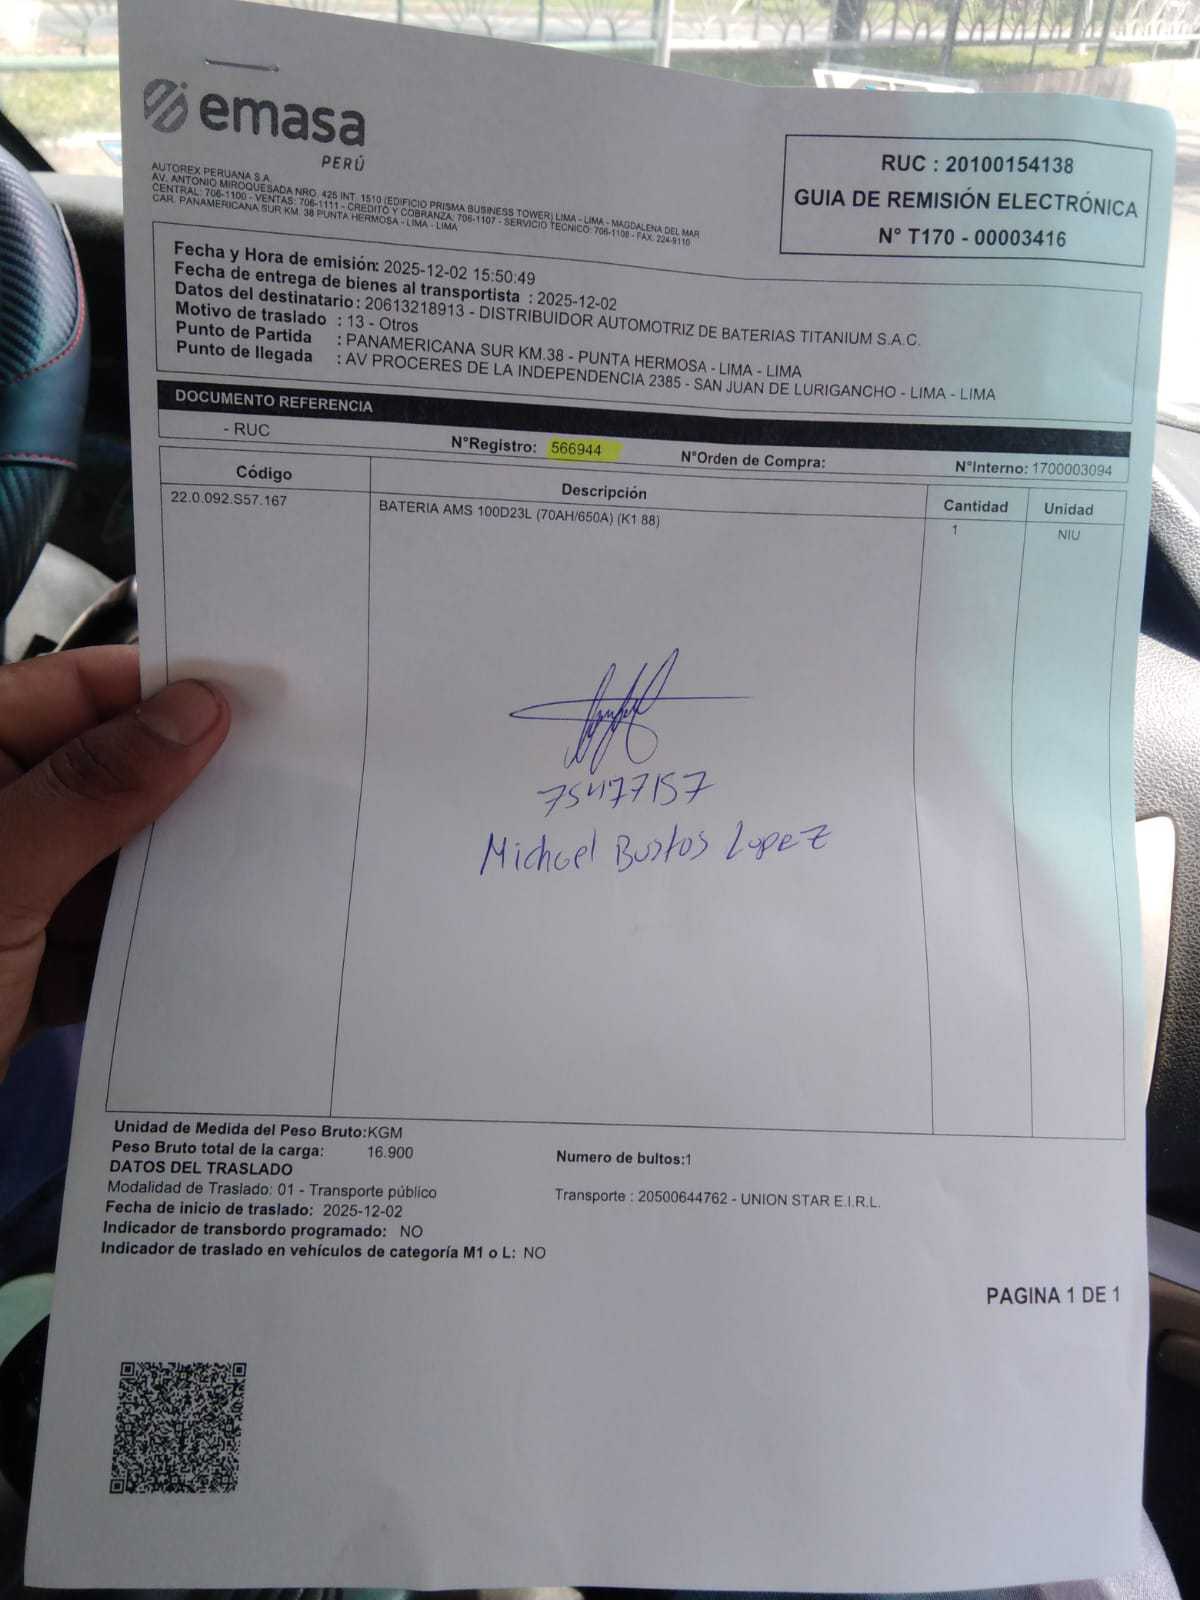 emasa
PERÚ
AUTOREX PERUANA S.A.
AV. ANTONIO MIROQUESADA NRO. 425 INT. 1510 (EDIFICIO PRISMA BUSINESS TOWER) LIMA - LIMA - MAGDALENA DEL MAR
CENTRAL: 706-1100 - VENTAS: 706-1111 - CREDITO Y COBRANZA: 706-1107 - SERVICIO TECNICO: 706-1108 - FAX: 224-9110
CAR. PANAMERICANA SUR KM. 38 PUNTA HERMOSA - LIMA - LIMA
RUC : 20100154138
GUIA DE REMISIÓN ELECTRÓNICA
N° T170 - 00003416
Fecha y Hora de emisión: 2025-12-02 15:50:49
Fecha de entrega de bienes al transportista : 2025-12-02
Datos del destinatario : 20613218913 - DISTRIBUIDOR AUTOMOTRIZ DE BATERIAS TITANIUM S.A.C.
Motivo de traslado : 13 - Otros
Punto de Partida : PANAMERICANA SUR KM.38 - PUNTA HERMOSA - LIMA - LIMA
Punto de llegada : AV PROCERES DE LA INDEPENDENCIA 2385 - SAN JUAN DE LURIGANCHO - LIMA - LIMA
DOCUMENTO REFERENCIA
- RUC N°Registro: 566944 N°Orden de Compra: N°Interno: 1700003094
Código Descripción Cantidad Unidad
22.0.092.S57.167 BATERIA AMS 100D23L (70AH/650A) (K1 88) 1 NIU
75477157
Michael Bustos Lopez
Unidad de Medida del Peso Bruto:KGM
Peso Bruto total de la carga: 16.900 Numero de bultos:1
DATOS DEL TRASLADO
Modalidad de Traslado: 01 - Transporte público Transporte : 20500644762 - UNION STAR E.I.R.L.
Fecha de inicio de traslado: 2025-12-02
Indicador de transbordo programado: NO
Indicador de traslado en vehículos de categoría M1 o L: NO
PAGINA 1 DE 1